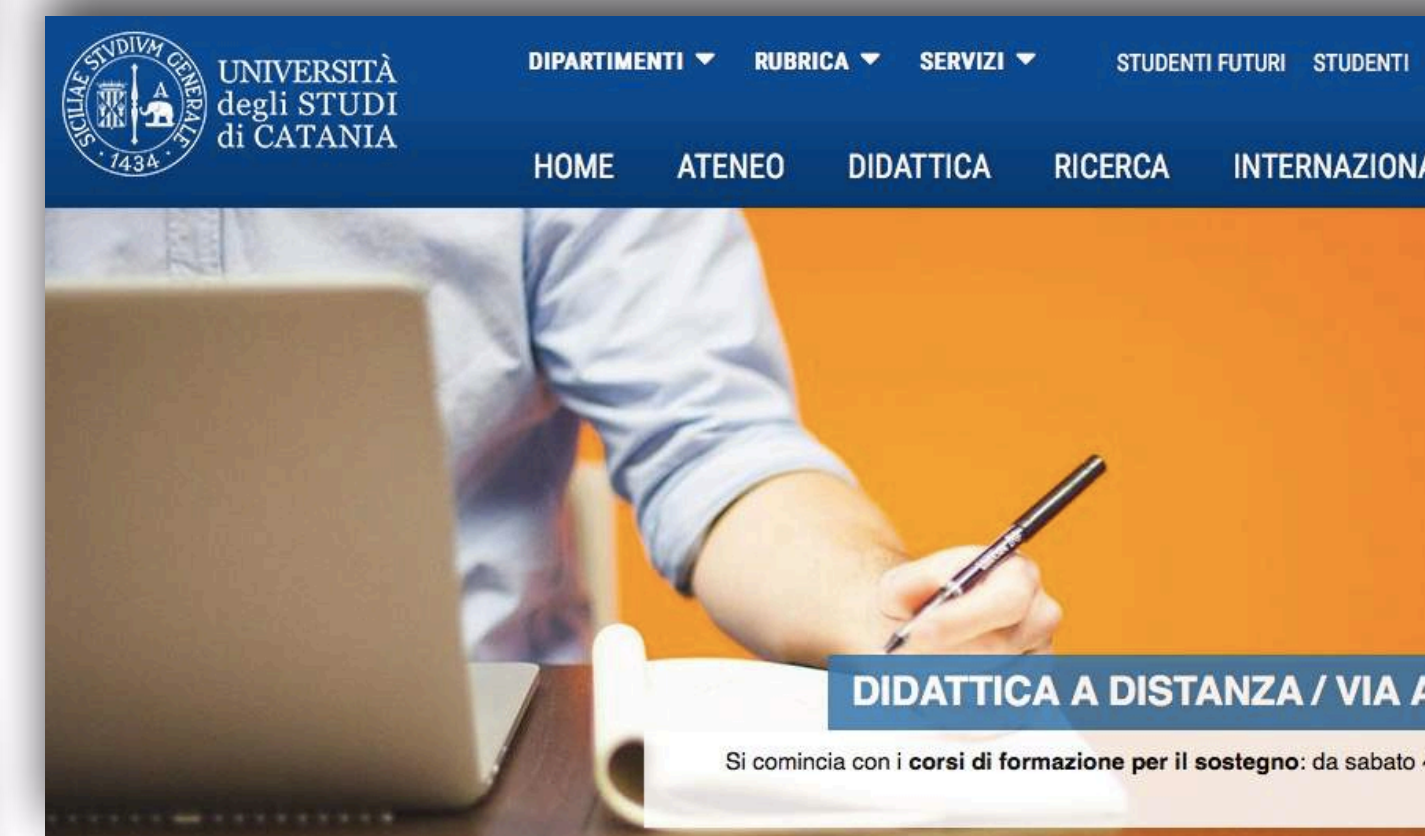 SICILIAE STVDIVM GENERALE
1434
UNIVERSITÀ
degli STUDI
di CATANIA
DIPARTIMENTI RUBRICA SERVIZI STUDENTI FUTURI STUDENTI
HOME ATENEO DIDATTICA RICERCA INTERNAZIONA
DIDATTICA A DISTANZA / VIA A
Si comincia con i corsi di formazione per il sostegno: da sabato